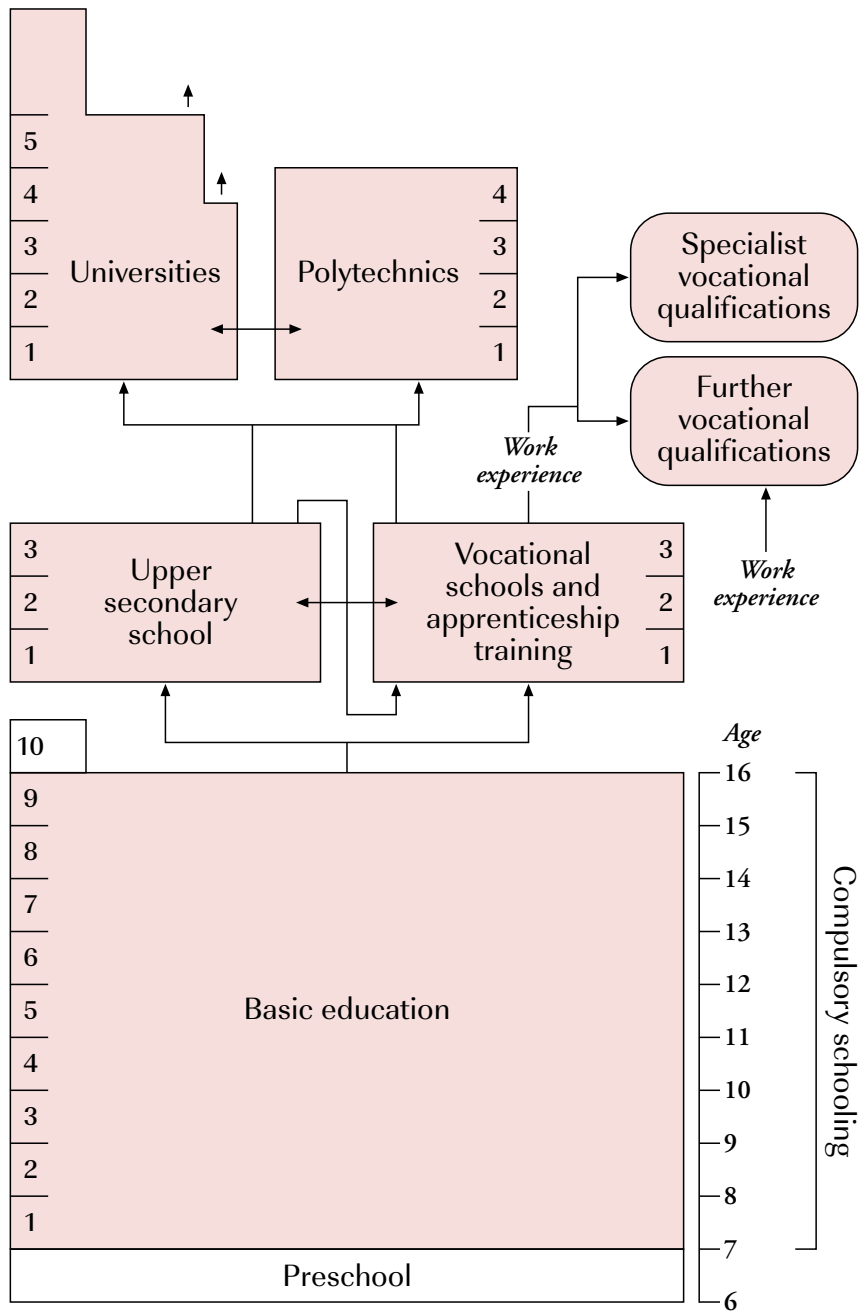 5
4
3
2
1
Universities
Polytechnics
4
3
2
1
Specialist
vocational
qualifications
Further
vocational
qualifications
Work
experience
Work
experience
3
2
1
Upper
secondary
school
Vocational
schools and
apprenticeship
training
3
2
1
10
9
8
7
6
5
4
3
2
1
Basic education
Preschool
Age
16
15
14
13
12
11
10
9
8
7
6
Compulsory schooling